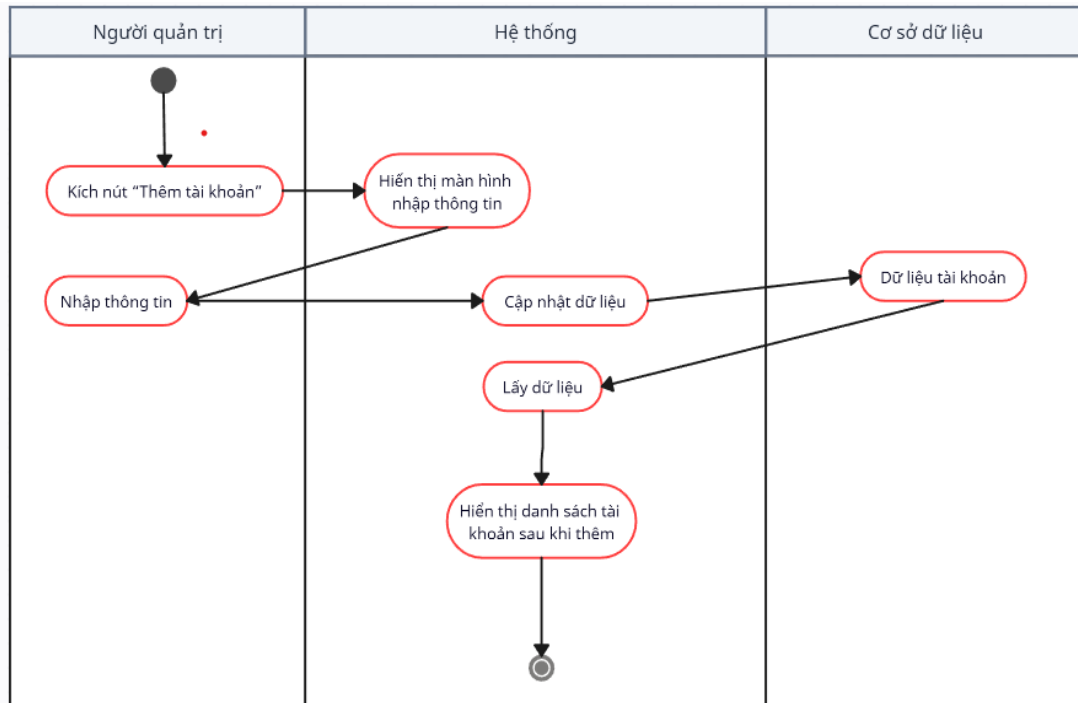 Người quản trị
Hệ thống
Cơ sở dữ liệu
Kích nút “Thêm tài khoản”
Hiển thị màn hình
nhập thông tin
Nhập thông tin
Cập nhật dữ liệu
Dữ liệu tài khoản
Lấy dữ liệu
Hiển thị danh sách tài
khoản sau khi thêm